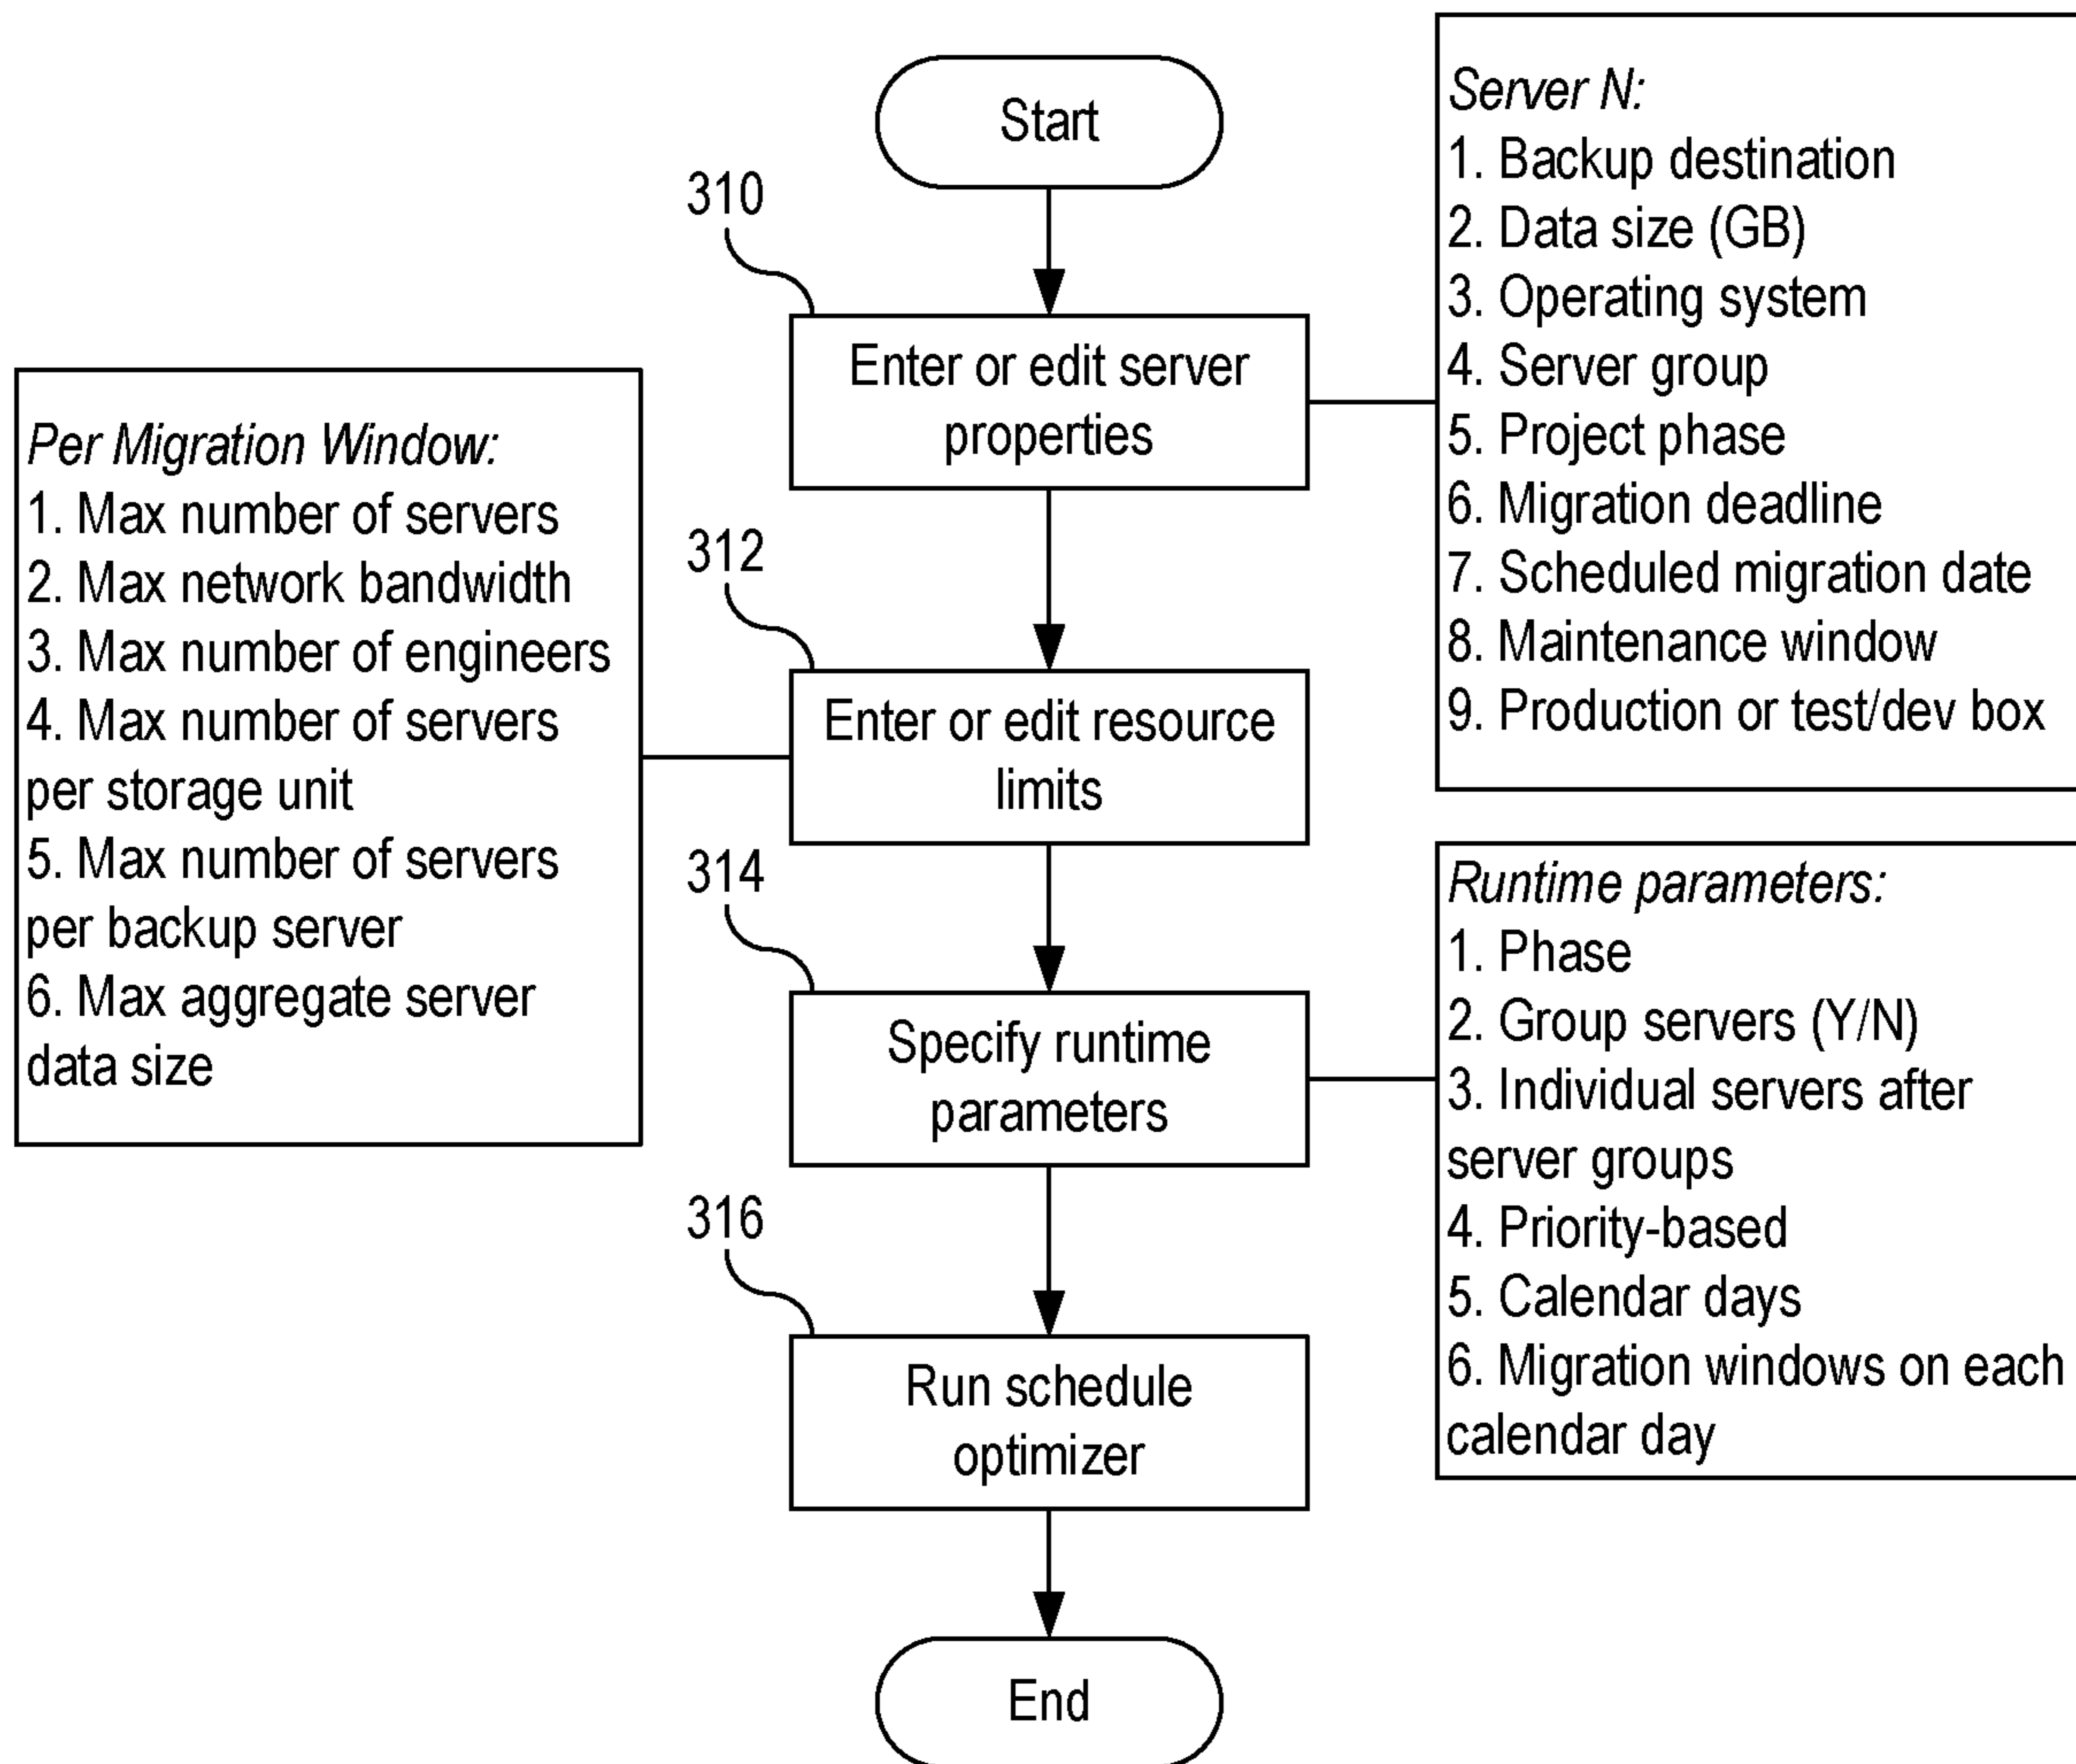 Start
310
Enter or edit server
properties
Server N:
1. Backup destination
2. Data size (GB)
3. Operating system
4. Server group
5. Project phase
6. Migration deadline
7. Scheduled migration date
8. Maintenance window
9. Production or test/dev box
312
Enter or edit resource
limits
Per Migration Window:
1. Max number of servers
2. Max network bandwidth
3. Max number of engineers
4. Max number of servers
per storage unit
5. Max number of servers
per backup server
6. Max aggregate server
data size
314
Specify runtime
parameters
Runtime parameters:
1. Phase
2. Group servers (Y/N)
3. Individual servers after
server groups
4. Priority-based
5. Calendar days
6. Migration windows on each
calendar day
316
Run schedule
optimizer
End